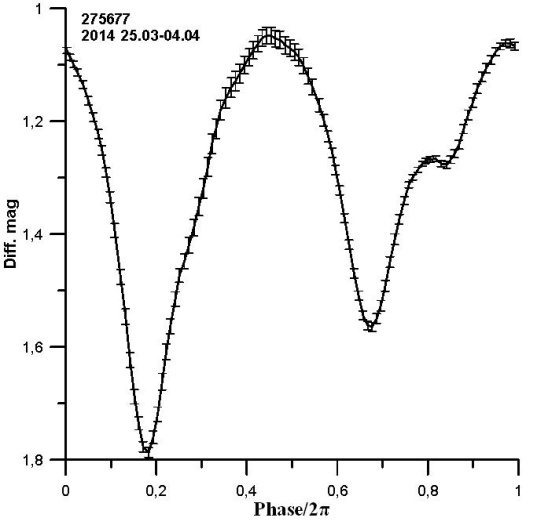 275677
2014 25.03-04.04
1
1,2
1,4
1,6
1,8
Diff. mag
0 0,2 0,4 0,6 0,8 1
Phase/2π